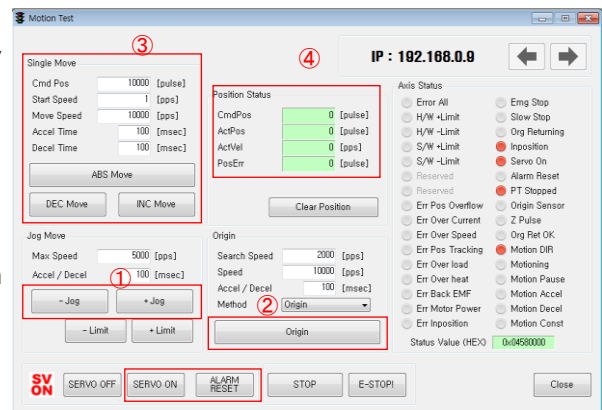 Motion Test
③
④
IP : 192.168.0.9
Single Move
Cmd Pos 10000 [pulse]
Start Speed 1 [pps]
Move Speed 10000 [pps]
Accel Time 100 [msec]
Decel Time 100 [msec]
ABS Move
DEC Move INC Move
Position Status
CmdPos 0 [pulse]
ActPos 0 [pulse]
ActVel 0 [pps]
PosErr 0 [pulse]
Clear Position
Jog Move
Max Speed 5000 [pps]
Accel / Decel 100 [msec]
①
- Jog + Jog
- Limit + Limit
Origin
Search Speed 2000 [pps]
Speed 10000 [pps]
Accel / Decel 100 [msec]
Method Origin
②
Origin
Axis Status
Error All Emg Stop
H/W +Limit Slow Stop
H/W -Limit Org Returning
S/W +Limit Inposition
S/W -Limit Servo On
Reserved Alarm Reset
Reserved PT Stopped
Err Pos Overflow Origin Sensor
Err Over Current Z Pulse
Err Over Speed Org Ret OK
Err Pos Tracking Motion DIR
Err Over load Motioning
Err Over heat Motion Pause
Err Back EMF Motion Accel
Err Motor Power Motion Decel
Err Inposition Motion Const
Status Value (HEX) 0x04580000
SV
ON
SERVO OFF SERVO ON ALARM
RESET
STOP E-STOP! Close